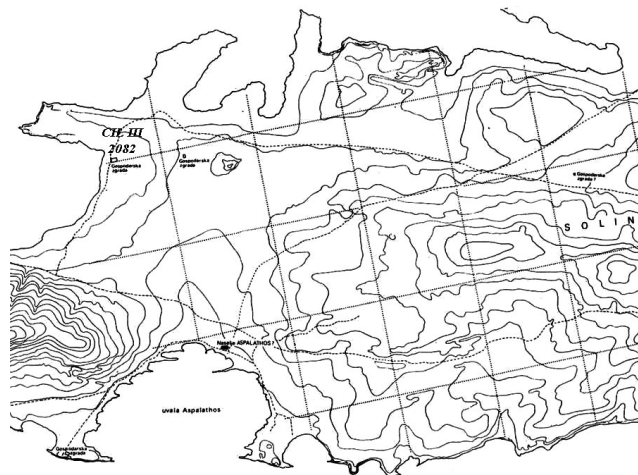 CIL III
2082
Gospodarska
zgrada
Gospodarska
zgrada
Gospodarska
zgrada ?
SOLIN
Naselje ASPALATHOS ?
uvala Aspalathos
Gospodarska
zgrada